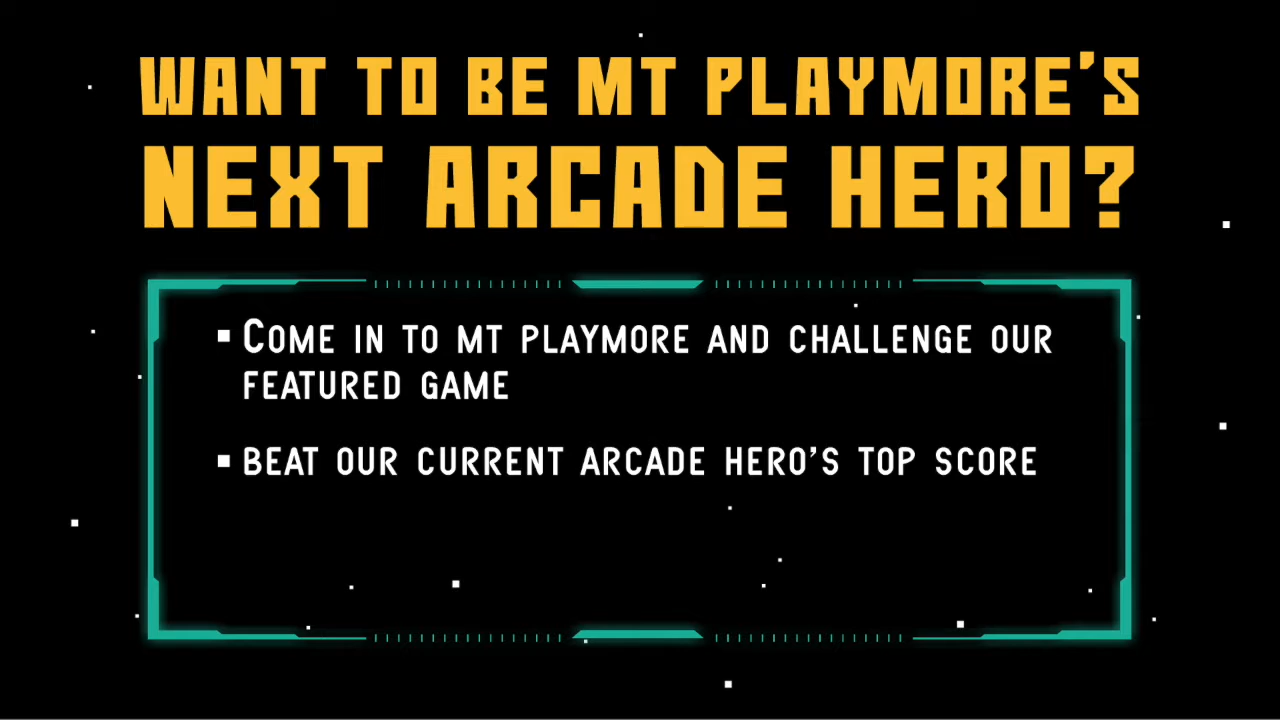 WANT TO BE MT PLAYMORE'S
NEXT ARCADE HERO?
▪ COME IN TO MT PLAYMORE AND CHALLENGE OUR
FEATURED GAME
▪ BEAT OUR CURRENT ARCADE HERO'S TOP SCORE